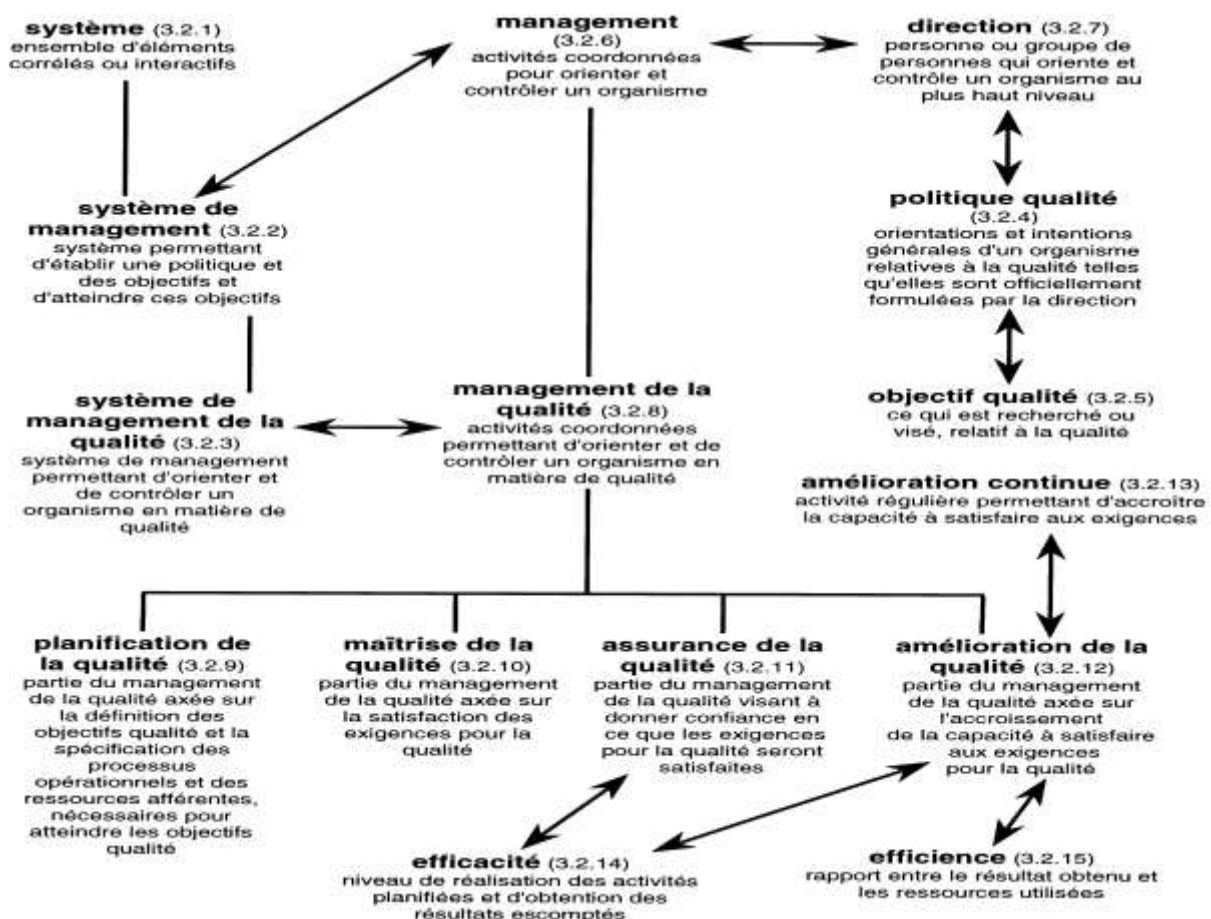 système (3.2.1)
ensemble d'éléments
corrélés ou interactifs
management
(3.2.6)
activités coordonnées
pour orienter et
contrôler un organisme
direction (3.2.7)
personne ou groupe de
personnes qui oriente et
contrôle un organisme au
plus haut niveau
système de
management (3.2.2)
système permettant
d'établir une politique et
des objectifs et
d'atteindre ces objectifs
politique qualité
(3.2.4)
orientations et intentions
générales d'un organisme
relatives à la qualité telles
qu'elles sont officiellement
formulées par la direction
système de
management de la
qualité (3.2.3)
système de management
permettant d'orienter et
de contrôler un
organisme en matière de
qualité
management de la
qualité (3.2.8)
activités coordonnées
permettant d'orienter et de
contrôler un organisme en
matière de qualité
objectif qualité (3.2.5)
ce qui est recherché ou
visé, relatif à la qualité
amélioration continue (3.2.13)
activité régulière permettant d'accroître
la capacité à satisfaire aux exigences
planification de
la qualité (3.2.9)
partie du management
de la qualité axée sur
la définition des
objectifs qualité et la
spécification des
processus
opérationnels et des
ressources afférentes,
nécessaires pour
atteindre les objectifs
qualité
maîtrise de la
qualité (3.2.10)
partie du management
de la qualité axée sur
la satisfaction des
exigences pour la
qualité
assurance de la
qualité (3.2.11)
partie du management
de la qualité visant à
donner confiance en
ce que les exigences
pour la qualité seront
satisfaites
amélioration de la
qualité (3.2.12)
partie du management
de la qualité axée sur
l'accroissement
de la capacité à satisfaire
aux exigences
pour la qualité
efficacité (3.2.14)
niveau de réalisation des activités
planifiées et d'obtention des
résultats escomptés
efficience (3.2.15)
rapport entre le résultat obtenu et
les ressources utilisées